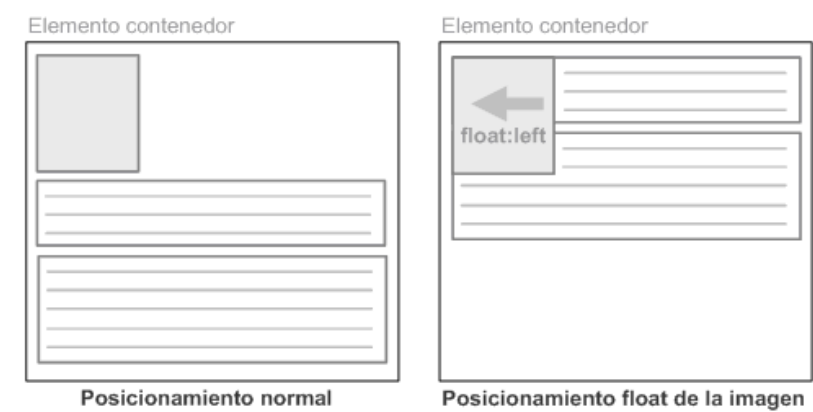 Elemento contenedor
Posicionamiento normal
Elemento contenedor
float:left
Posicionamiento float de la imagen